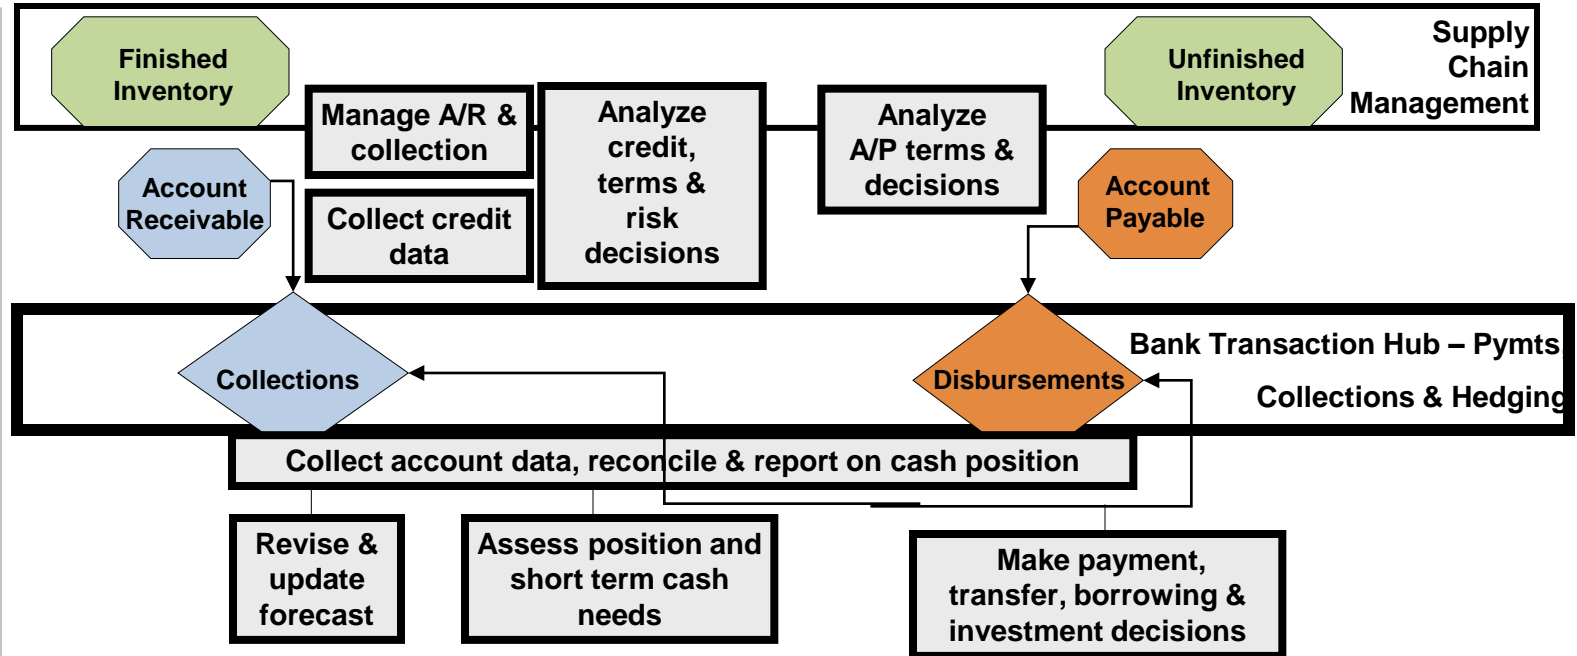 Finished
Inventory
Unfinished
Inventory
Supply
Chain
Management
Manage A/R &
collection
Analyze
credit,
terms &
risk
decisions
Analyze
A/P terms &
decisions
Account
Receivable
Collect credit
data
Account
Payable
Collections
Disbursements
Bank Transaction Hub – Pymts,
Collections & Hedging
Collect account data, reconcile & report on cash position
Revise &
update
forecast
Assess position and
short term cash
needs
Make payment,
transfer, borrowing &
investment decisions